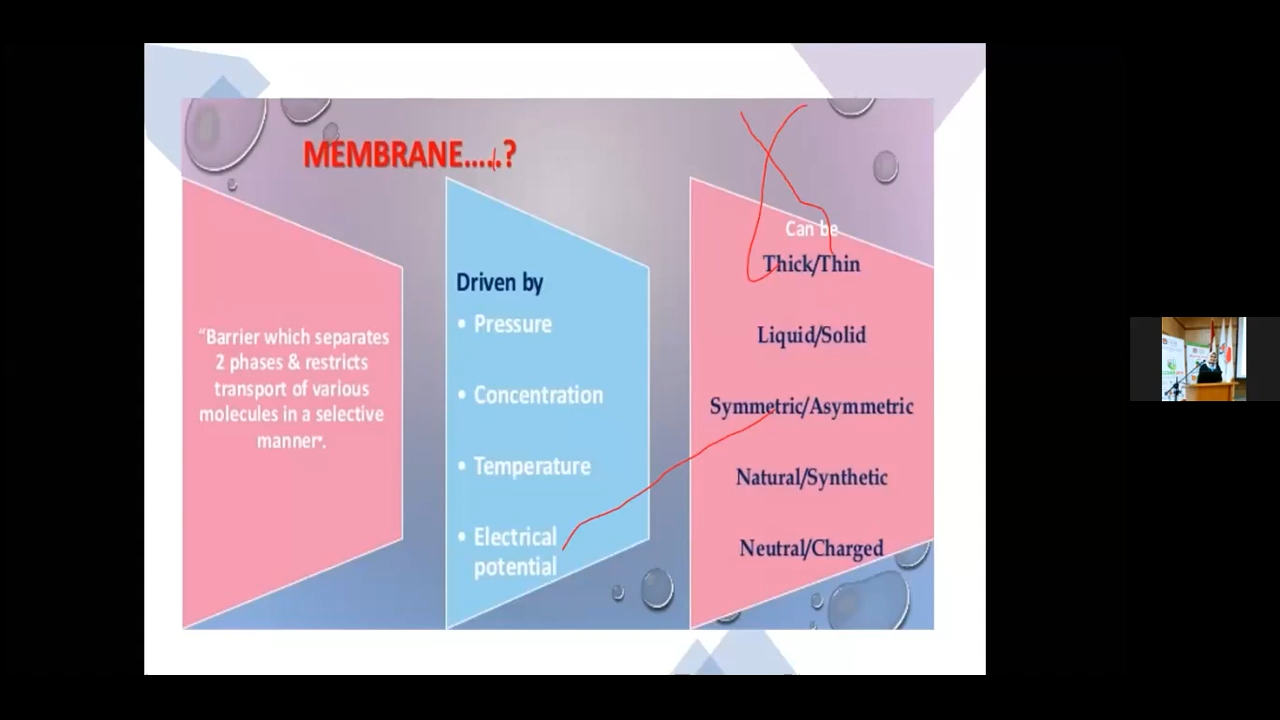 MEMBRANE.....?
“Barrier which separates
2 phases & restricts
transport of various
molecules in a selective
manner”.
Driven by
• Pressure
• Concentration
• Temperature
• Electrical
potential
Can be
Thick/Thin
Liquid/Solid
Symmetric/Asymmetric
Natural/Synthetic
Neutral/Charged